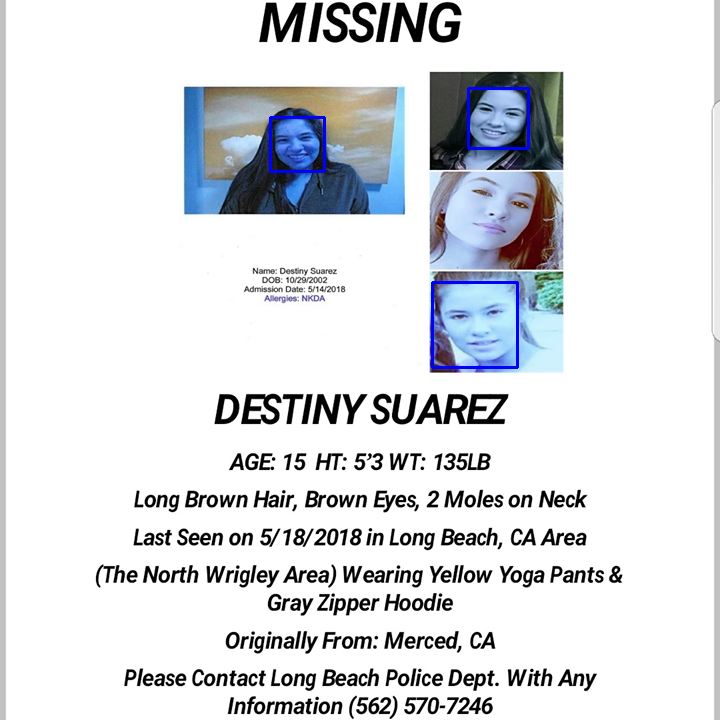 MISSING
Name: Destiny Suarez
DOB: 10/29/2002
Admission Date: 5/14/2018
Allergies: NKDA
DESTINY SUAREZ
AGE: 15 HT: 5’3 WT: 135LB
Long Brown Hair, Brown Eyes, 2 Moles on Neck
Last Seen on 5/18/2018 in Long Beach, CA Area
(The North Wrigley Area) Wearing Yellow Yoga Pants &
Gray Zipper Hoodie
Originally From: Merced, CA
Please Contact Long Beach Police Dept. With Any
Information (562) 570-7246